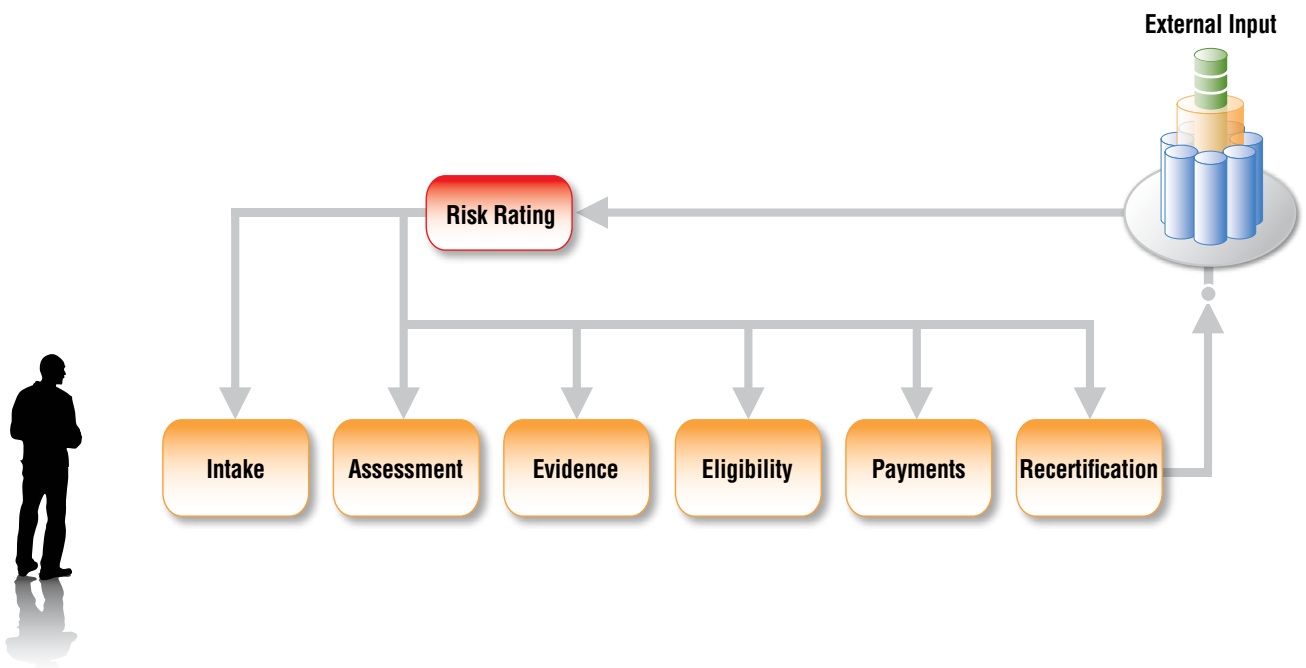 External Input
Risk Rating
Intake
Assessment
Evidence
Eligibility
Payments
Recertification